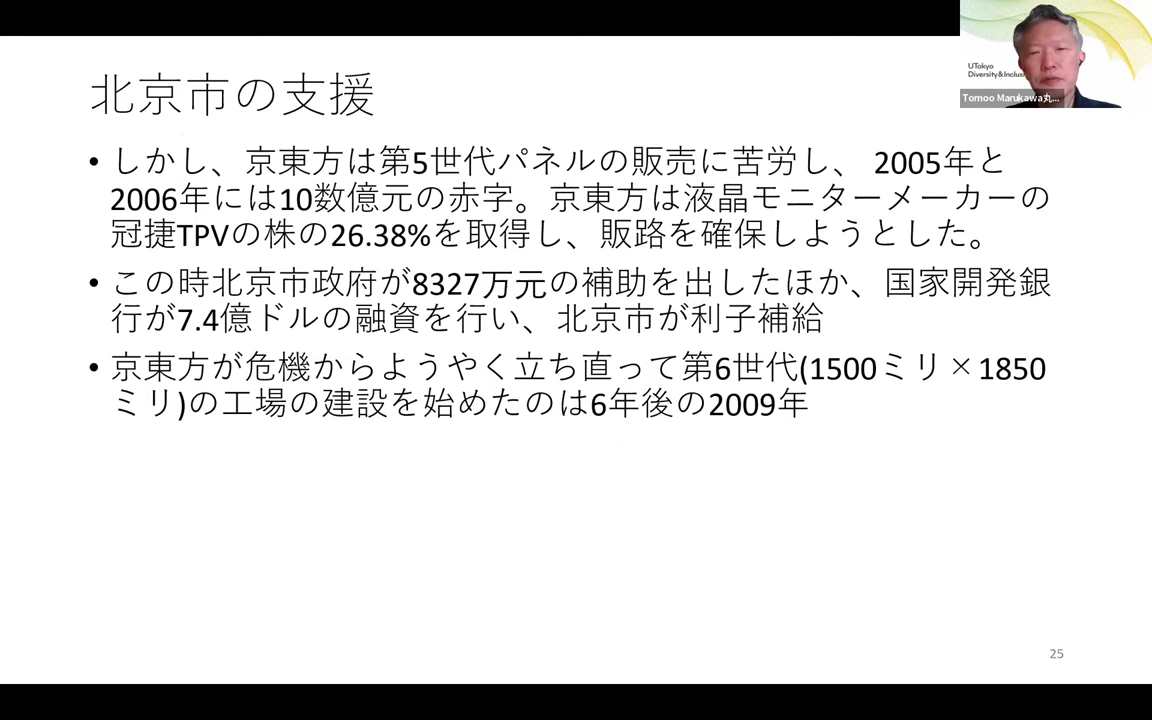 北京市の支援
• しかし、京東方は第5世代パネルの販売に苦労し、 2005年と
2006年には10数億元の赤字。京東方は液晶モニターメーカーの
冠捷TPVの株の26.38%を取得し、販路を確保しようとした。
• この時北京市政府が8327万元の補助を出したほか、国家開発銀
行が7.4億ドルの融資を行い、北京市が利子補給
• 京東方が危機からようやく立ち直って第6世代(1500ミリ×1850
ミリ)の工場の建設を始めたのは6年後の2009年
25
UTokyo
Diversity&Inclusi
Tomoo Marukawa丸...